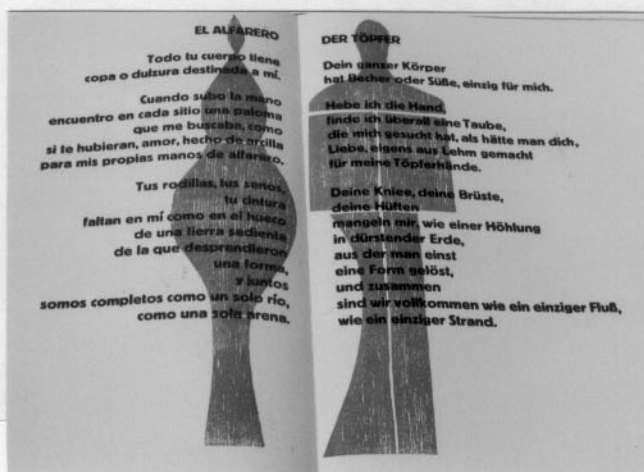 EL ALFARERO
Todo tu cuerpo tiene
copa o dulzura destinada a mí.
Cuando subo la mano
encuentro en cada sitio una paloma
que me buscaba, como
si te hubieran, amor, hecho de arcilla
para mis propias manos de alfarero.
Tus rodillas, tus senos,
tu cintura
faltan en mí como en el hueco
de una tierra sedienta
de la que desprendieron
una forma,
y juntos
somos completos como un solo río,
como una sola arena.
DER TÖPFER
Dein ganzer Körper
hat Becher oder Süße, einzig für mich.
Hebe ich die Hand,
finde ich überall eine Taube,
die mich gesucht hat, als hätte man dich,
Liebe, eigens aus Lehm gemacht
für meine Töpferhände.
Deine Kniee, deine Brüste,
deine Hüften
mangeln mir, wie einer Höhlung
in dürstender Erde,
aus der man einst
eine Form gelöst,
und zusammen
sind wir vollkommen wie ein einziger Fluß,
wie ein einziger Strand.